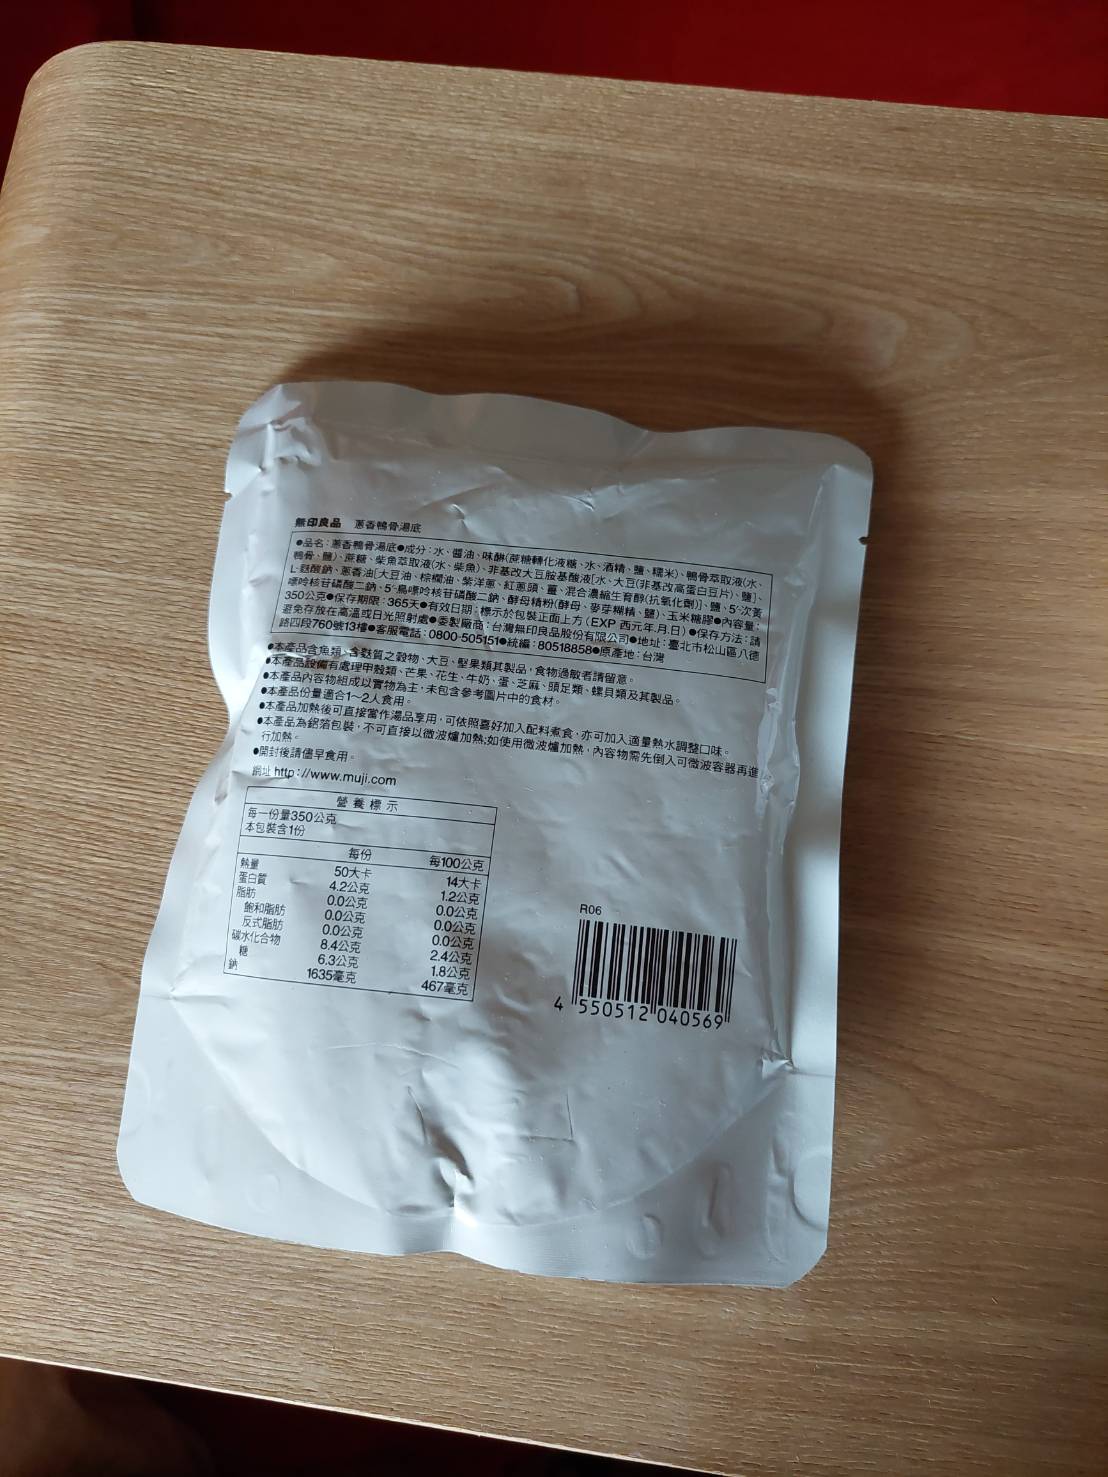 無印良品 蔥香鴨骨湯底
●品名：蔥香鴨骨湯底●成分：水、醬油、味醂(蔗糖轉化液糖、水、酒精、鹽、糯米)、鴨骨萃取液(水、
鴨骨、鹽)、蔗糖、柴魚萃取液(水、柴魚)、非基改大豆胺基酸液[水、大豆(非基改高蛋白豆片)、鹽]、
L-麩酸鈉、蔥香油[大豆油、棕櫚油、紫洋蔥、紅蔥頭、薑、混合濃縮生育醇(抗氧化劑)]、鹽、5'-次黃
嘌呤核苷磷酸二鈉、5'-鳥嘌呤核苷磷酸二鈉、酵母精粉(酵母、麥芽糊精、鹽)、玉米糖膠●內容量：
350公克●保存期限：365天●有效日期：標示於包裝正面上方(EXP 西元年.月.日)●保存方法：請
避免存放在高溫或日光照射處●委製廠商：台灣無印良品股份有限公司●地址：臺北市松山區八德
路四段760號13樓●客服電話：0800-505151●統編：80518858●原產地：台灣
●本產品含魚類、含麩質之穀物、大豆、堅果類其製品，食物過敏者請留意。
●本產品設備有處理甲殼類、芒果、花生、牛奶、蛋、芝麻、頭足類、螺貝類及其製品。
●本產品內容物組成以實物為主，未包含參考圖片中的食材。
●本產品份量適合1～2人食用。
●本產品加熱後可直接當作湯品享用，可依照喜好加入配料煮食，亦可加入適量熱水調整口味。
●本產品為鋁箔包裝，不可直接以微波爐加熱;如使用微波爐加熱，內容物需先倒入可微波容器再進
行加熱。
●開封後請儘早食用。
網址 http://www.muji.com
營養標示
每一份量350公克
本包裝含1份
每份 每100公克
熱量 50大卡 14大卡
蛋白質 4.2公克 1.2公克
脂肪 0.0公克 0.0公克
飽和脂肪 0.0公克 0.0公克
反式脂肪 0.0公克 0.0公克
碳水化合物 8.4公克 2.4公克
糖 6.3公克 1.8公克
鈉 1635毫克 467毫克
R06
4 550512 040569